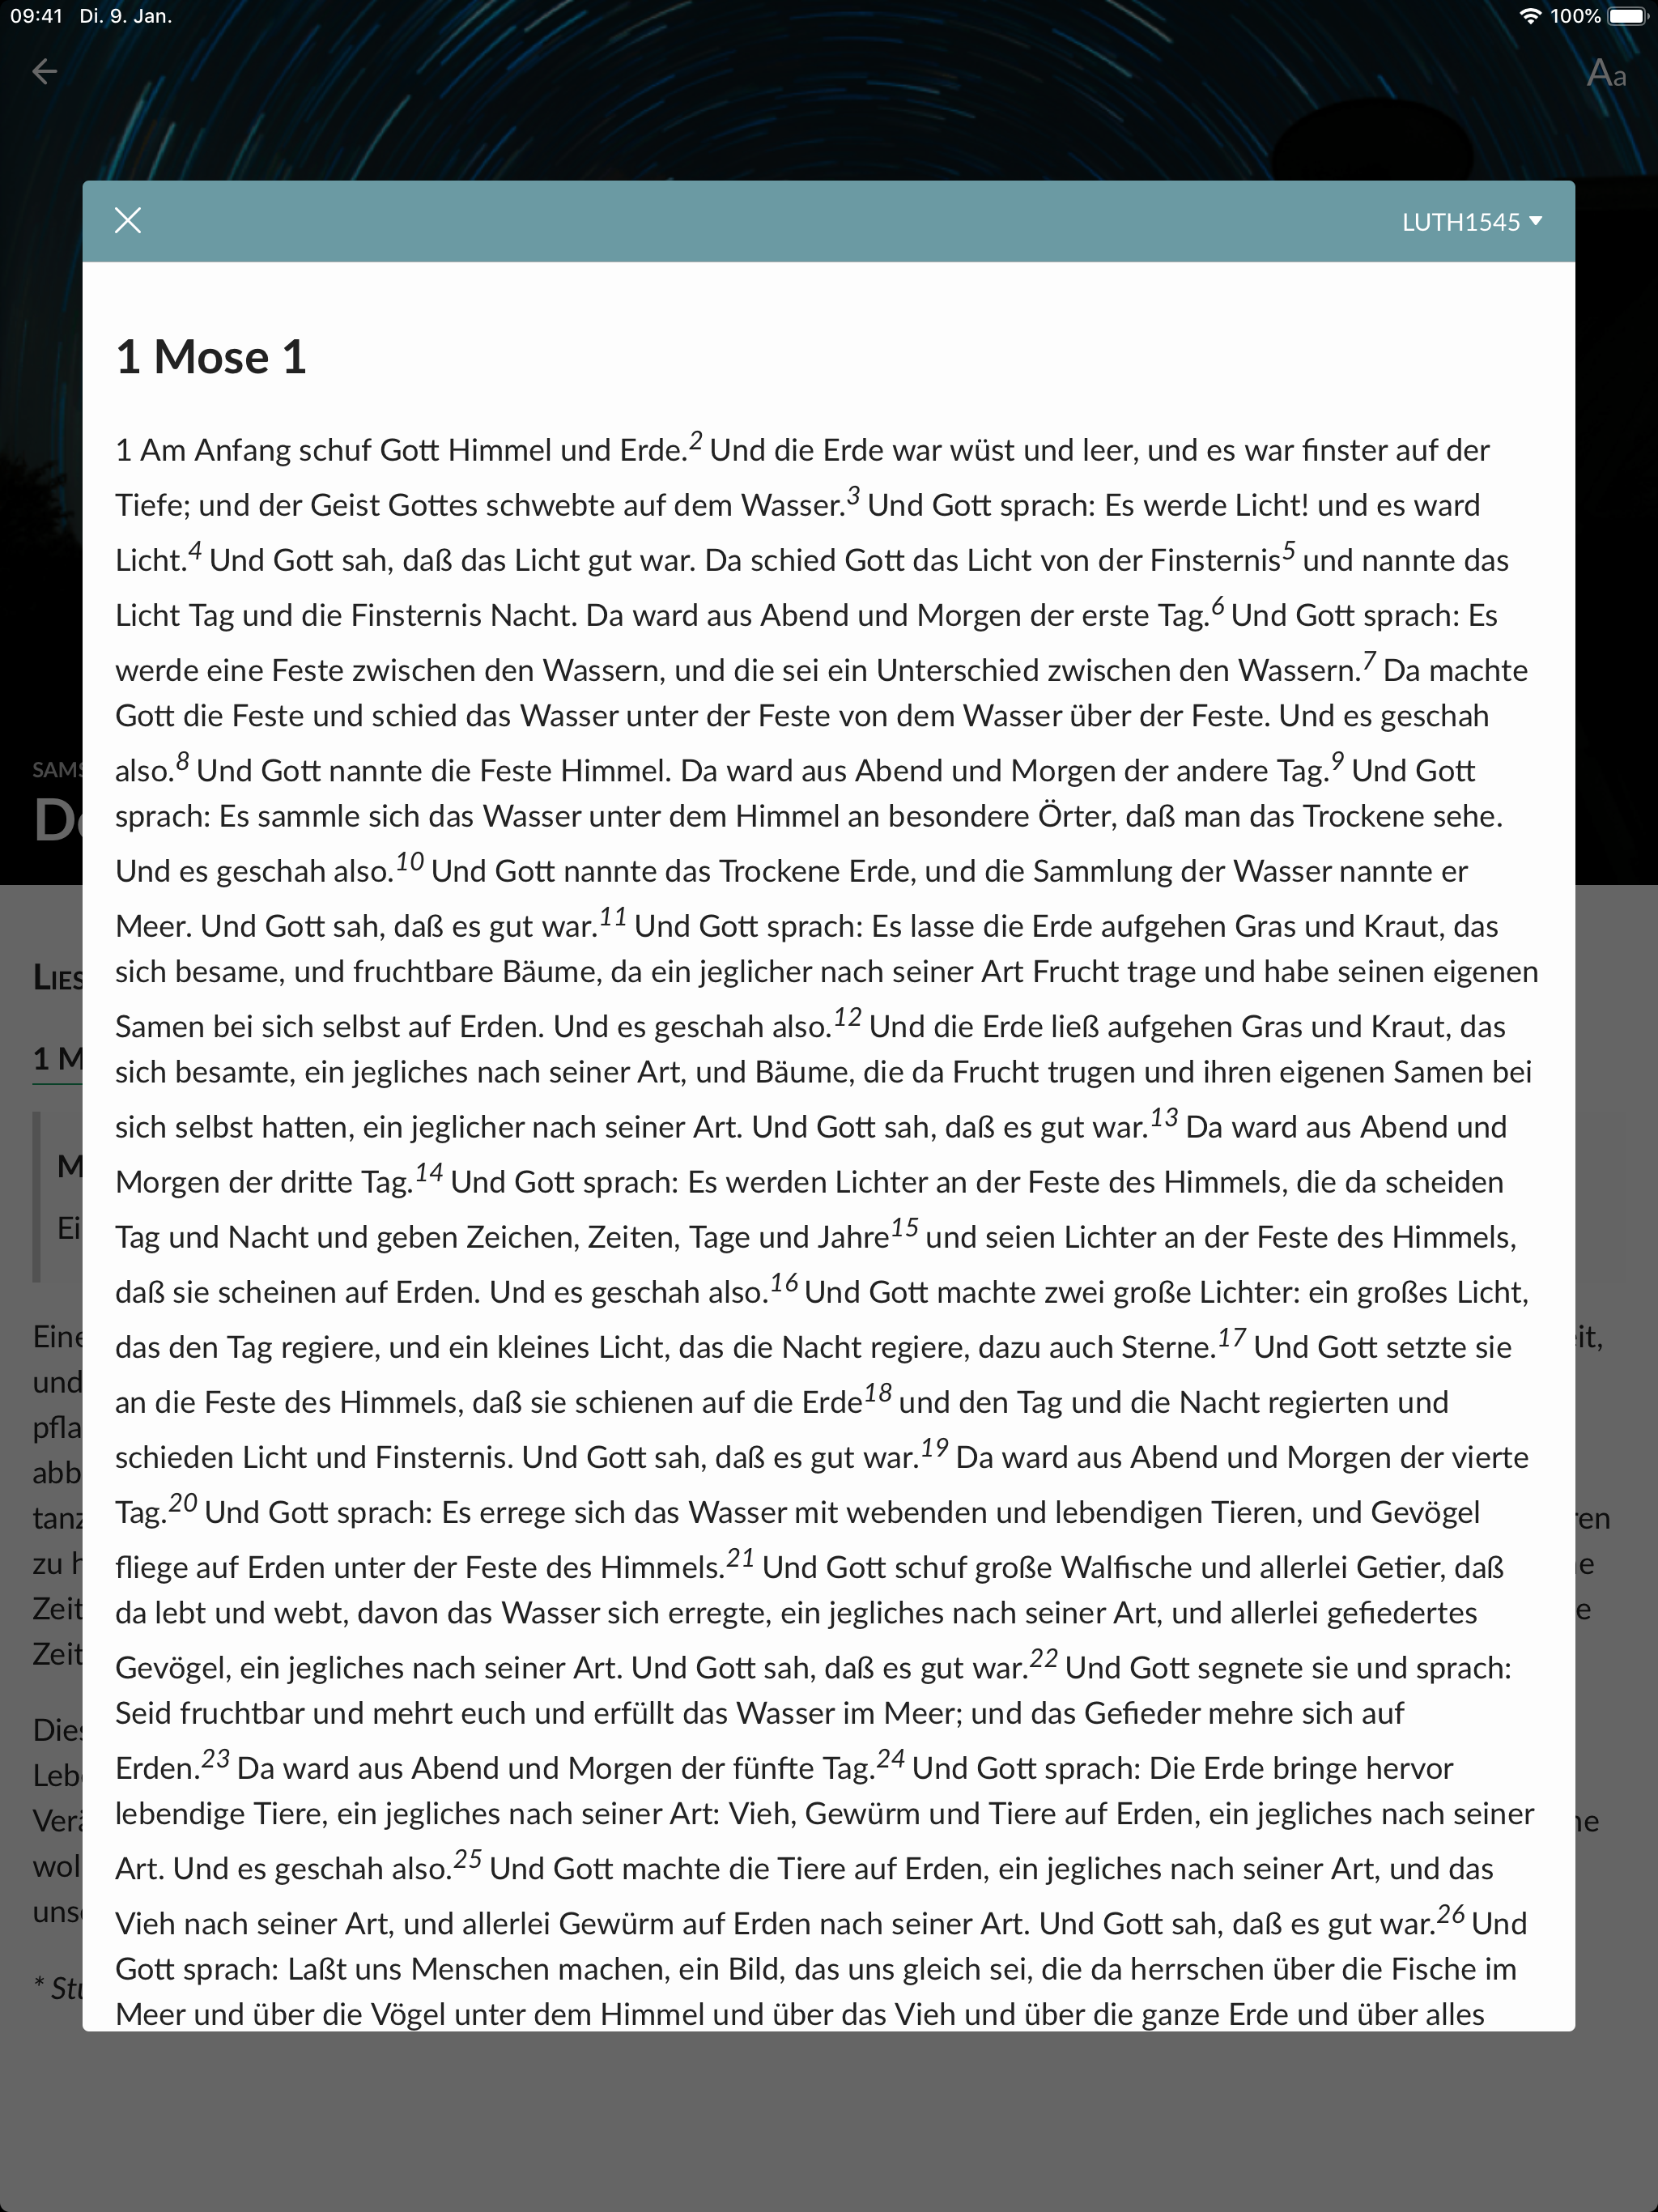 09:41 Di. 9. Jan.
100%
Aa
LUTH1545
1 Mose 1
1 Am Anfang schuf Gott Himmel und Erde.2 Und die Erde war wüst und leer, und es war finster auf der
Tiefe; und der Geist Gottes schwebte auf dem Wasser.3 Und Gott sprach: Es werde Licht! und es ward
Licht.4 Und Gott sah, daß das Licht gut war. Da schied Gott das Licht von der Finsternis5 und nannte das
Licht Tag und die Finsternis Nacht. Da ward aus Abend und Morgen der erste Tag.6 Und Gott sprach: Es
werde eine Feste zwischen den Wassern, und die sei ein Unterschied zwischen den Wassern.7 Da machte
Gott die Feste und schied das Wasser unter der Feste von dem Wasser über der Feste. Und es geschah
also.8 Und Gott nannte die Feste Himmel. Da ward aus Abend und Morgen der andere Tag.9 Und Gott
sprach: Es sammle sich das Wasser unter dem Himmel an besondere Örter, daß man das Trockene sehe.
Und es geschah also.10 Und Gott nannte das Trockene Erde, und die Sammlung der Wasser nannte er
Meer. Und Gott sah, daß es gut war.11 Und Gott sprach: Es lasse die Erde aufgehen Gras und Kraut, das
sich besame, und fruchtbare Bäume, da ein jeglicher nach seiner Art Frucht trage und habe seinen eigenen
Samen bei sich selbst auf Erden. Und es geschah also.12 Und die Erde ließ aufgehen Gras und Kraut, das
sich besamte, ein jegliches nach seiner Art, und Bäume, die da Frucht trugen und ihren eigenen Samen bei
sich selbst hatten, ein jeglicher nach seiner Art. Und Gott sah, daß es gut war.13 Da ward aus Abend und
Morgen der dritte Tag.14 Und Gott sprach: Es werden Lichter an der Feste des Himmels, die da scheiden
Tag und Nacht und geben Zeichen, Zeiten, Tage und Jahre15 und seien Lichter an der Feste des Himmels,
daß sie scheinen auf Erden. Und es geschah also.16 Und Gott machte zwei große Lichter: ein großes Licht,
das den Tag regiere, und ein kleines Licht, das die Nacht regiere, dazu auch Sterne.17 Und Gott setzte sie
an die Feste des Himmels, daß sie schienen auf die Erde18 und den Tag und die Nacht regierten und
schieden Licht und Finsternis. Und Gott sah, daß es gut war.19 Da ward aus Abend und Morgen der vierte
Tag.20 Und Gott sprach: Es errege sich das Wasser mit webenden und lebendigen Tieren, und Gevögel
fliege auf Erden unter der Feste des Himmels.21 Und Gott schuf große Walfische und allerlei Getier, daß
da lebt und webt, davon das Wasser sich erregte, ein jegliches nach seiner Art, und allerlei gefiedertes
Gevögel, ein jegliches nach seiner Art. Und Gott sah, daß es gut war.22 Und Gott segnete sie und sprach:
Seid fruchtbar und mehrt euch und erfüllt das Wasser im Meer; und das Gefieder mehre sich auf
Erden.23 Da ward aus Abend und Morgen der fünfte Tag.24 Und Gott sprach: Die Erde bringe hervor
lebendige Tiere, ein jegliches nach seiner Art: Vieh, Gewürm und Tiere auf Erden, ein jegliches nach seiner
Art. Und es geschah also.25 Und Gott machte die Tiere auf Erden, ein jegliches nach seiner Art, und das
Vieh nach seiner Art, und allerlei Gewürm auf Erden nach seiner Art. Und Gott sah, daß es gut war.26 Und
Gott sprach: Laßt uns Menschen machen, ein Bild, das uns gleich sei, die da herrschen über die Fische im
Meer und über die Vögel unter dem Himmel und über das Vieh und über die ganze Erde und über alles